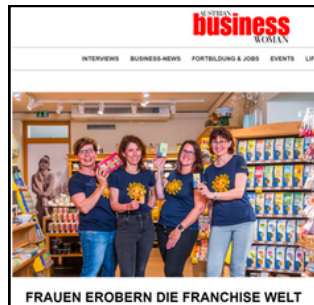 AUSTRIAN
business
WOMAN
INTERVIEWS BUSINESS-NEWS FORTBILDUNG & JOBS EVENTS
FRAUEN EROBERN DIE FRANCHISE WELT